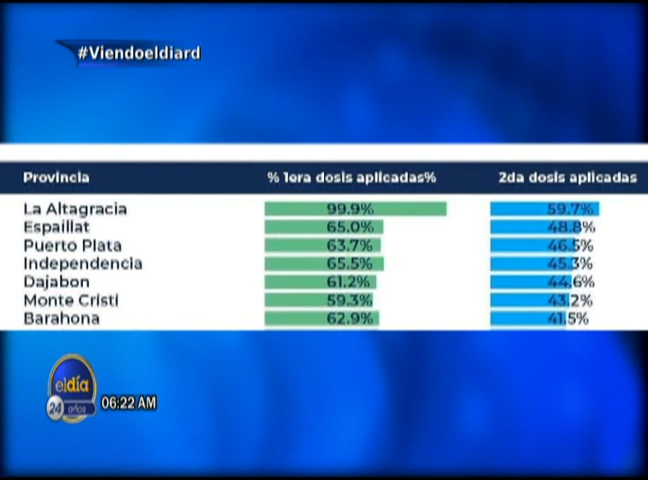 #Viendoeldiard
Provincia % 1era dosis aplicadas% 2da dosis aplicadas
La Altagracia 99.9% 59.7%
Espaillat 65.0% 48.8%
Puerto Plata 63.7% 46.5%
Independencia 65.5% 45.3%
Dajabon 61.2% 44.6%
Monte Cristi 59.3% 43.2%
Barahona 62.9% 41.5%
eldía
24 años
06:22 AM